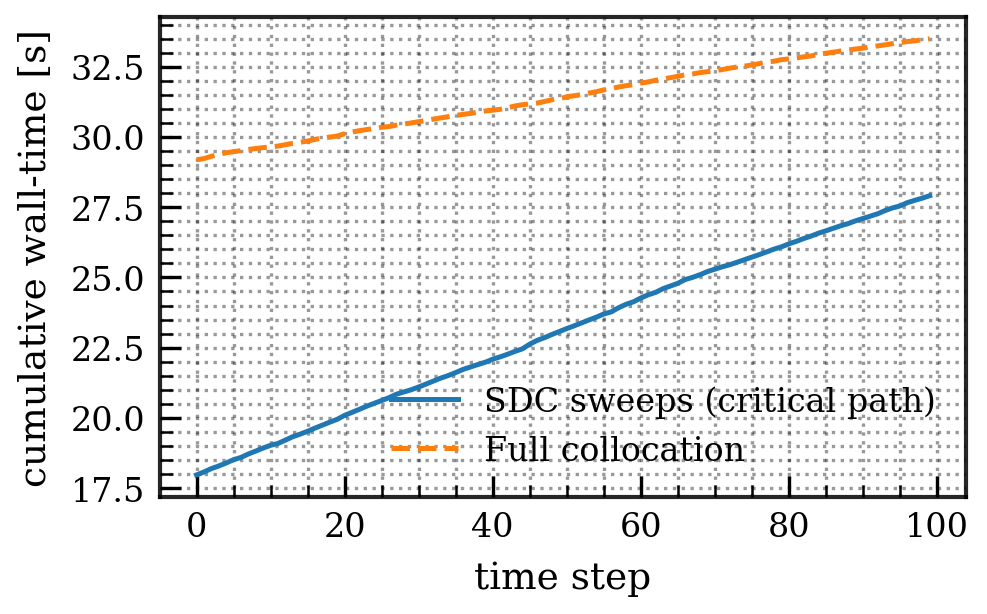 cumulative wall-time [s]
32.5
30.0
27.5
25.0
22.5
20.0
17.5
SDC sweeps (critical path)
Full collocation
0 20 40 60 80 100
time step